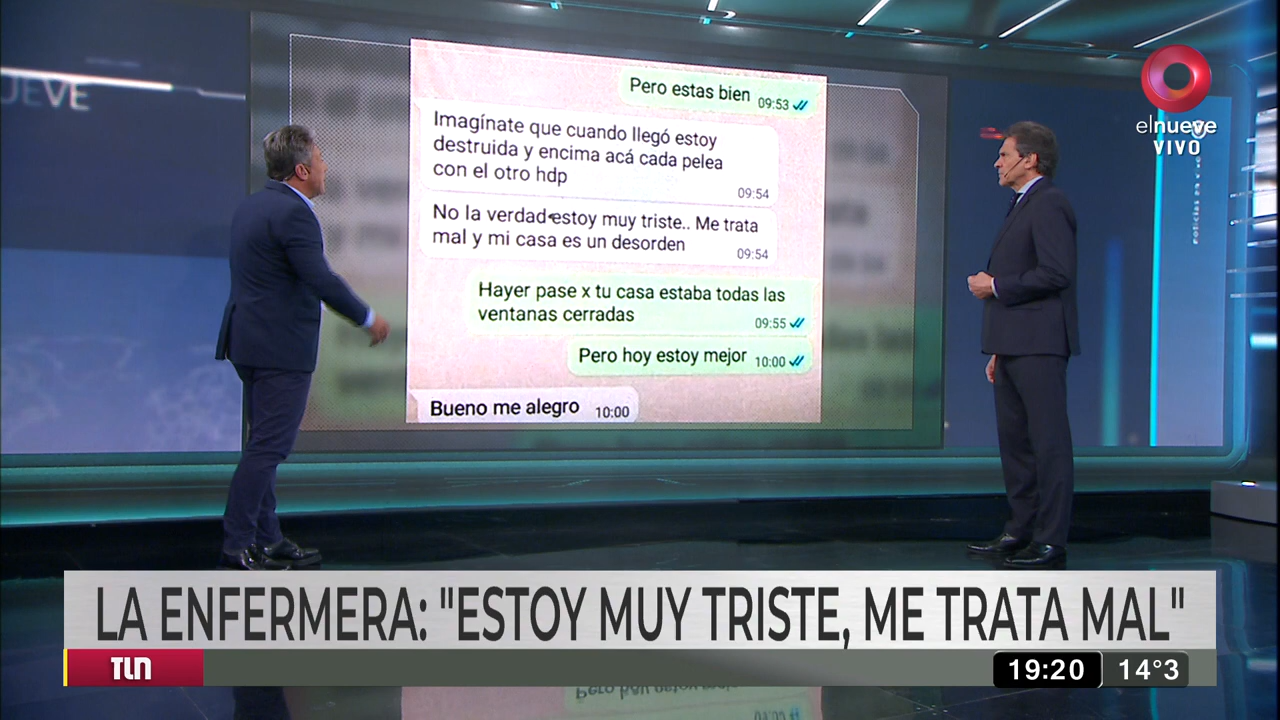 UEVE
Pero estas bien 09:53
Imagínate que cuando llegó estoy
destruida y encima acá cada pelea
con el otro hdp
09:54
No la verdad estoy muy triste.. Me trata
mal y mi casa es un desorden
09:54
Hayer pase x tu casa estaba todas las
ventanas cerradas
09:55
Pero hoy estoy mejor 10:00
Bueno me alegro 10:00
elnueve
VIVO
LA ENFERMERA: "ESTOY MUY TRISTE, ME TRATA MAL"
TLN
19:20 14°3